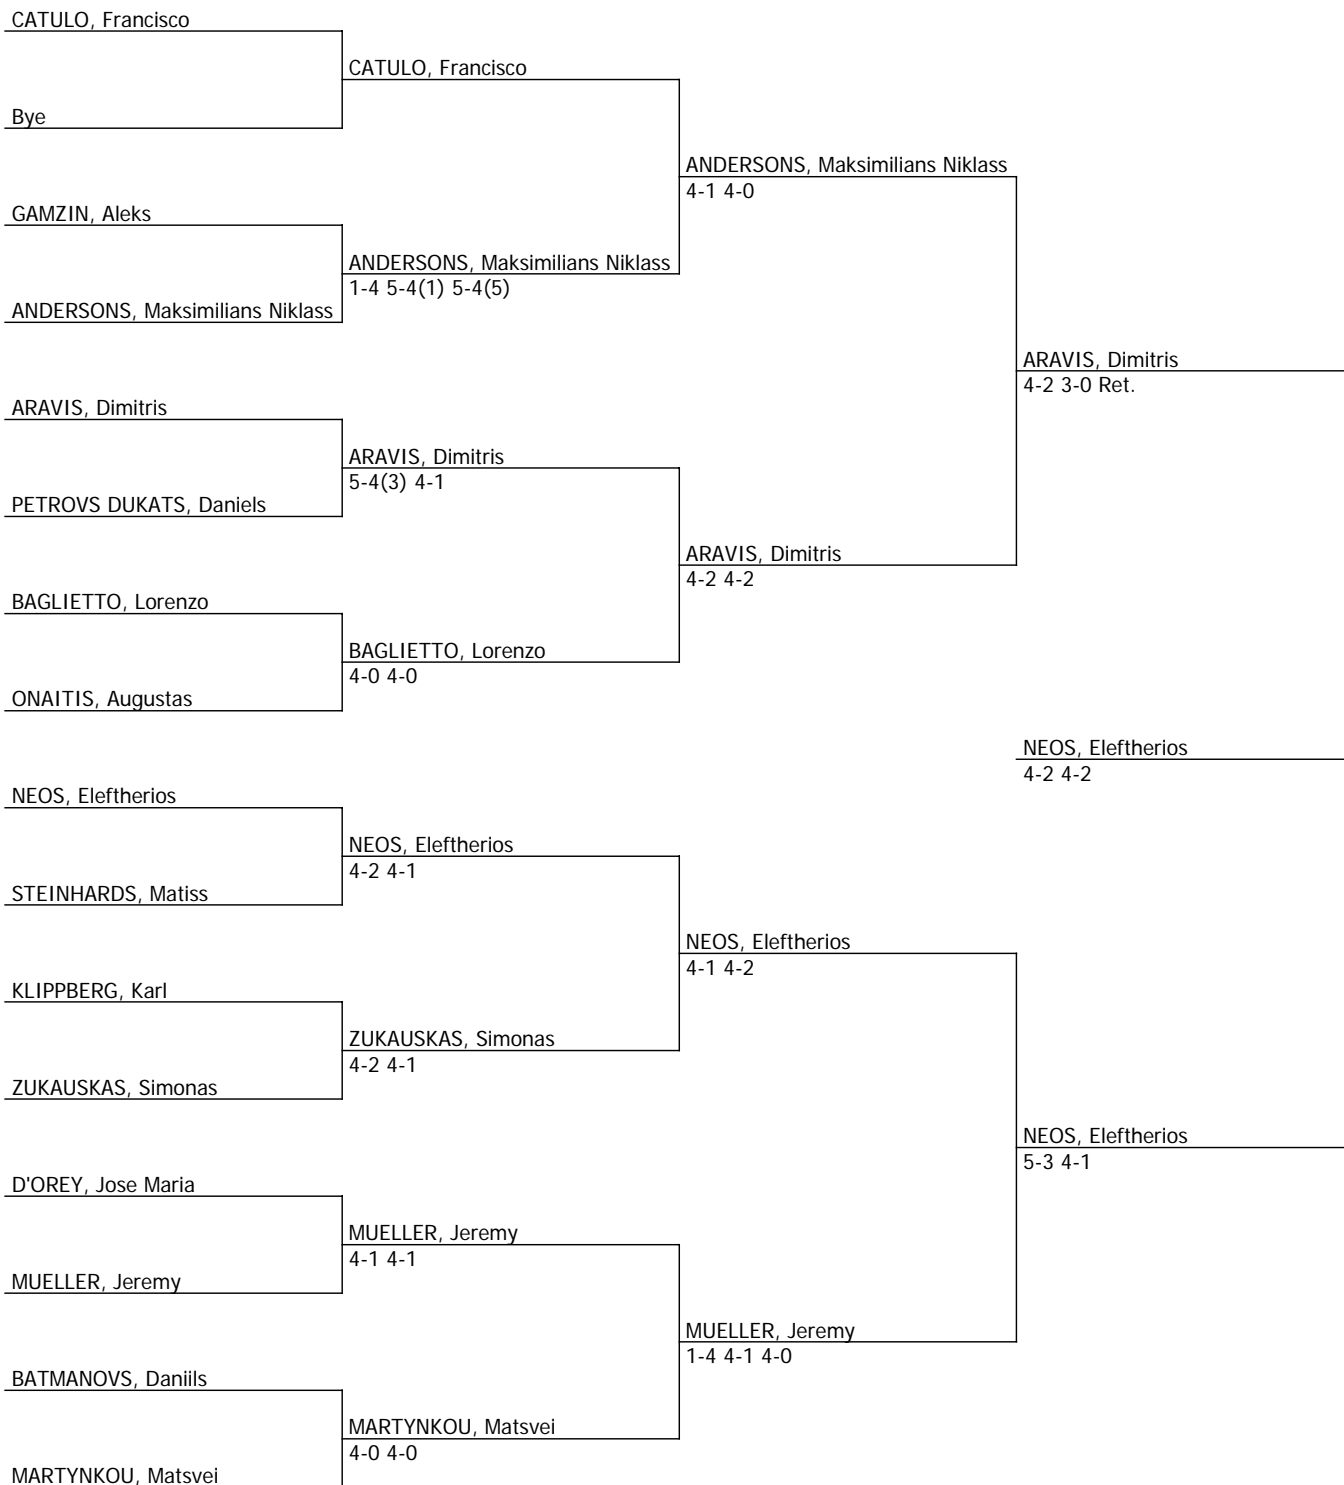 CATULO, Francisco
CATULO, Francisco
Bye
ANDERSONS, Maksimilians Niklass
4-1 4-0
GAMZIN, Aleks
ANDERSONS, Maksimilians Niklass
1-4 5-4(1) 5-4(5)
ANDERSONS, Maksimilians Niklass
ARAVIS, Dimitris
4-2 3-0 Ret.
ARAVIS, Dimitris
ARAVIS, Dimitris
5-4(3) 4-1
PETROVS DUKATS, Daniels
ARAVIS, Dimitris
4-2 4-2
BAGLIETTO, Lorenzo
BAGLIETTO, Lorenzo
4-0 4-0
ONAITIS, Augustas
NEOS, Eleftherios
4-2 4-2
NEOS, Eleftherios
NEOS, Eleftherios
4-2 4-1
STEINHARDS, Matiss
NEOS, Eleftherios
4-1 4-2
KLIPPBERG, Karl
ZUKAUSKAS, Simonas
4-2 4-1
ZUKAUSKAS, Simonas
NEOS, Eleftherios
5-3 4-1
D'OREY, Jose Maria
MUELLER, Jeremy
4-1 4-1
MUELLER, Jeremy
MUELLER, Jeremy
1-4 4-1 4-0
BATMANOVS, Daniils
MARTYNKOU, Matsvei
4-0 4-0
MARTYNKOU, Matsvei